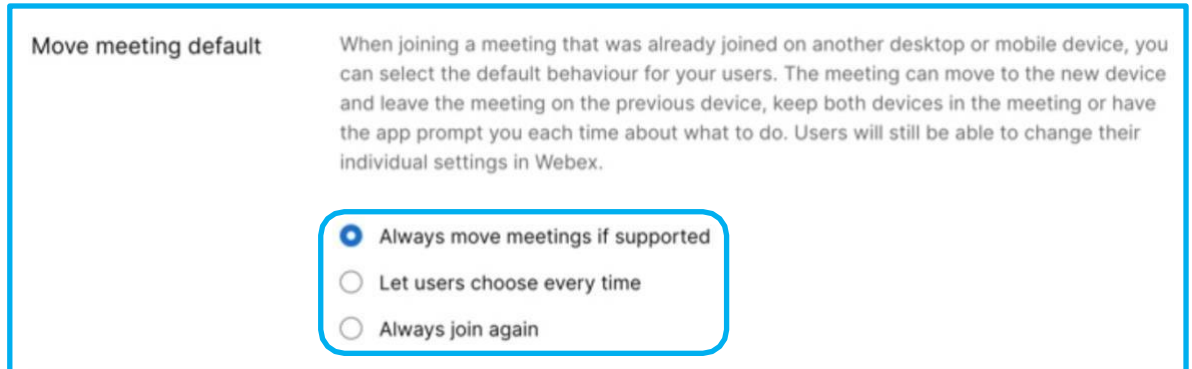 Move meeting default
When joining a meeting that was already joined on another desktop or mobile device, you
can select the default behaviour for your users. The meeting can move to the new device
and leave the meeting on the previous device, keep both devices in the meeting or have
the app prompt you each time about what to do. Users will still be able to change their
individual settings in Webex.
Always move meetings if supported
Let users choose every time
Always join again